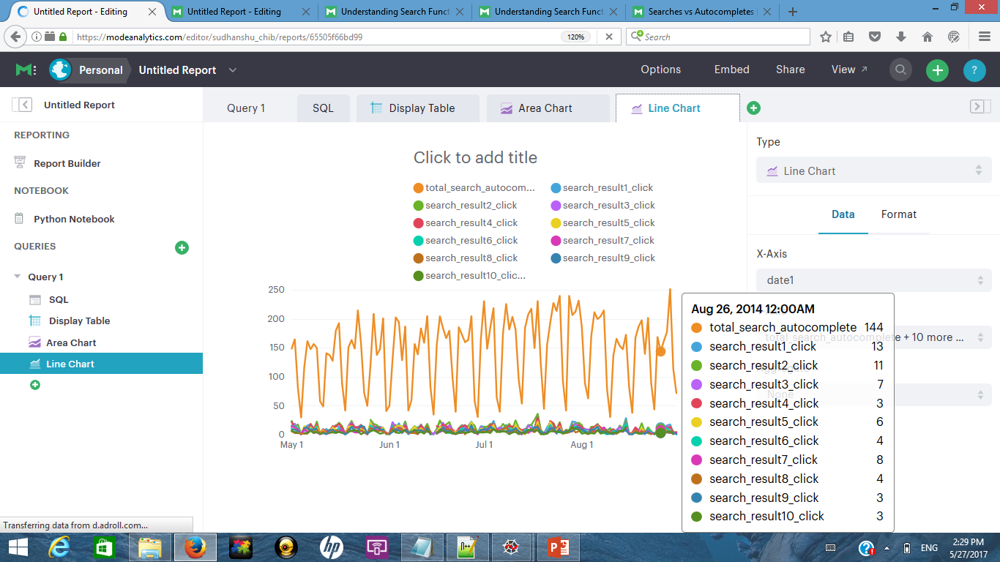 Untitled Report - Editing
Untitled Report - Editing
Understanding Search Funct
Understanding Search Funct
Searches vs Autocompletes
https://modeanalytics.com/editor/sudhanshu_chib/reports/65505f66bd99
120%
Search
Personal
Untitled Report
Options
Embed
Share
View
?
Untitled Report
Query 1
SQL
Display Table
Area Chart
Line Chart
REPORTING
Report Builder
NOTEBOOK
Python Notebook
QUERIES
Query 1
SQL
Display Table
Area Chart
Line Chart
Click to add title
total_search_autocom...
search_result1_click
search_result2_click
search_result3_click
search_result4_click
search_result5_click
search_result6_click
search_result7_click
search_result8_click
search_result9_click
search_result10_clic...
250
200
150
100
50
0
May 1
Jun 1
Jul 1
Aug 1
Type
Line Chart
Data
Format
X-Axis
date1
total_search_autocomplete + 10 more ...
None
Aug 26, 2014 12:00AM
total_search_autocomplete 144
search_result1_click 13
search_result2_click 11
search_result3_click 7
search_result4_click 3
search_result5_click 6
search_result6_click 4
search_result7_click 8
search_result8_click 4
search_result9_click 3
search_result10_click 3
Transferring data from d.adroll.com...
ENG
2:29 PM
5/27/2017